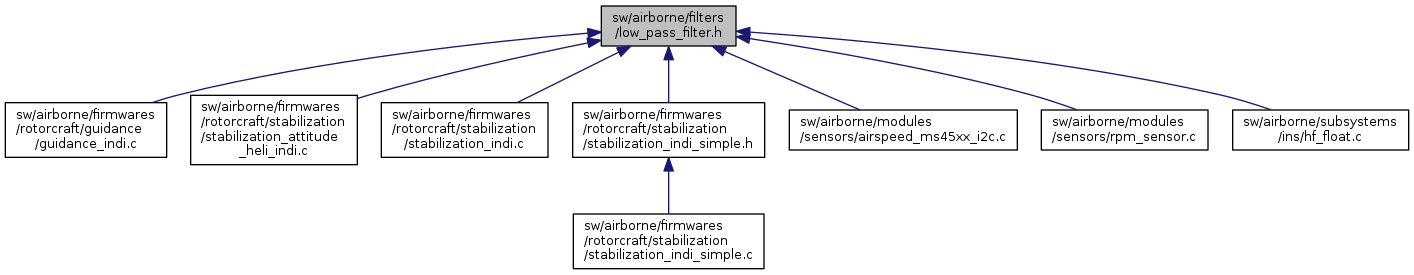 sw/airborne/filters
/low_pass_filter.h
sw/airborne/firmwares
/rotorcraft/guidance
/guidance_indi.c
sw/airborne/firmwares
/rotorcraft/stabilization
/stabilization_attitude
_heli_indi.c
sw/airborne/firmwares
/rotorcraft/stabilization
/stabilization_indi.c
sw/airborne/firmwares
/rotorcraft/stabilization
/stabilization_indi_simple.h
sw/airborne/modules
/sensors/airspeed_ms45xx_i2c.c
sw/airborne/modules
/sensors/rpm_sensor.c
sw/airborne/subsystems
/ins/hf_float.c
sw/airborne/firmwares
/rotorcraft/stabilization
/stabilization_indi_simple.c